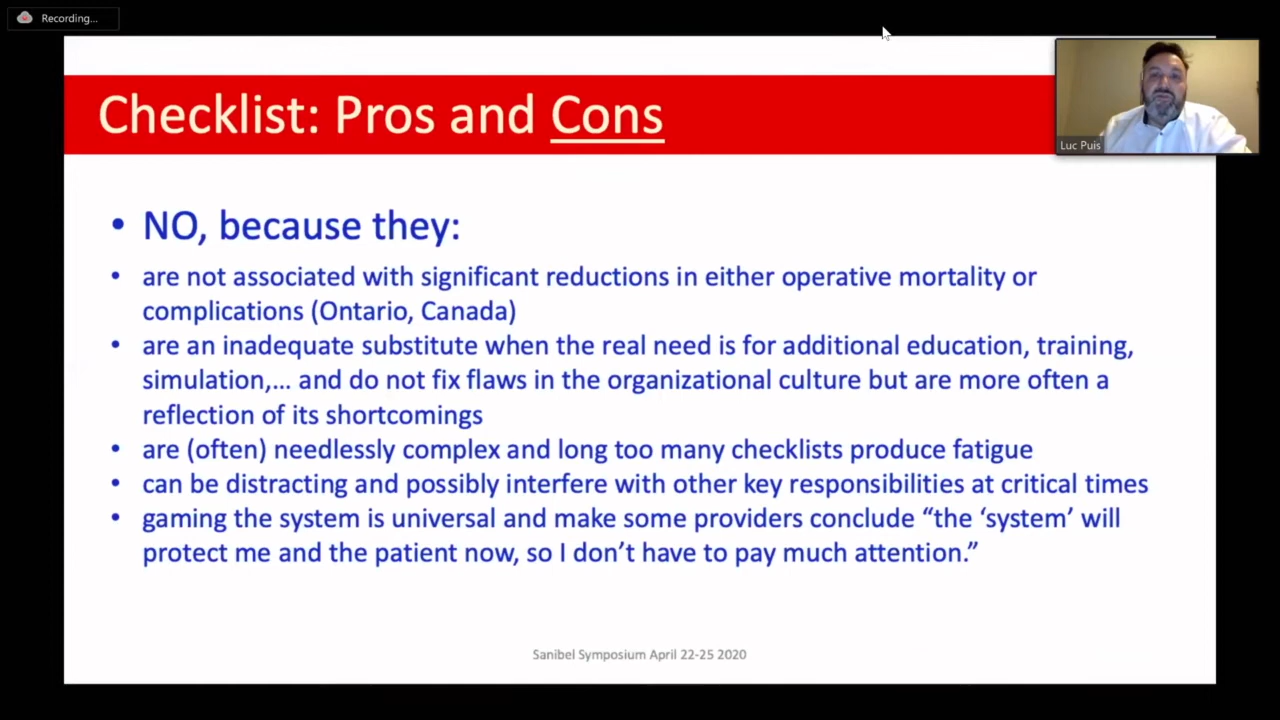 Recording...
Checklist: Pros and Cons
Luc Puis
• NO, because they:
• are not associated with significant reductions in either operative mortality or
complications (Ontario, Canada)
• are an inadequate substitute when the real need is for additional education, training,
simulation,... and do not fix flaws in the organizational culture but are more often a
reflection of its shortcomings
• are (often) needlessly complex and long too many checklists produce fatigue
• can be distracting and possibly interfere with other key responsibilities at critical times
• gaming the system is universal and make some providers conclude “the ‘system’ will
protect me and the patient now, so I don’t have to pay much attention.”
Sanibel Symposium April 22-25 2020